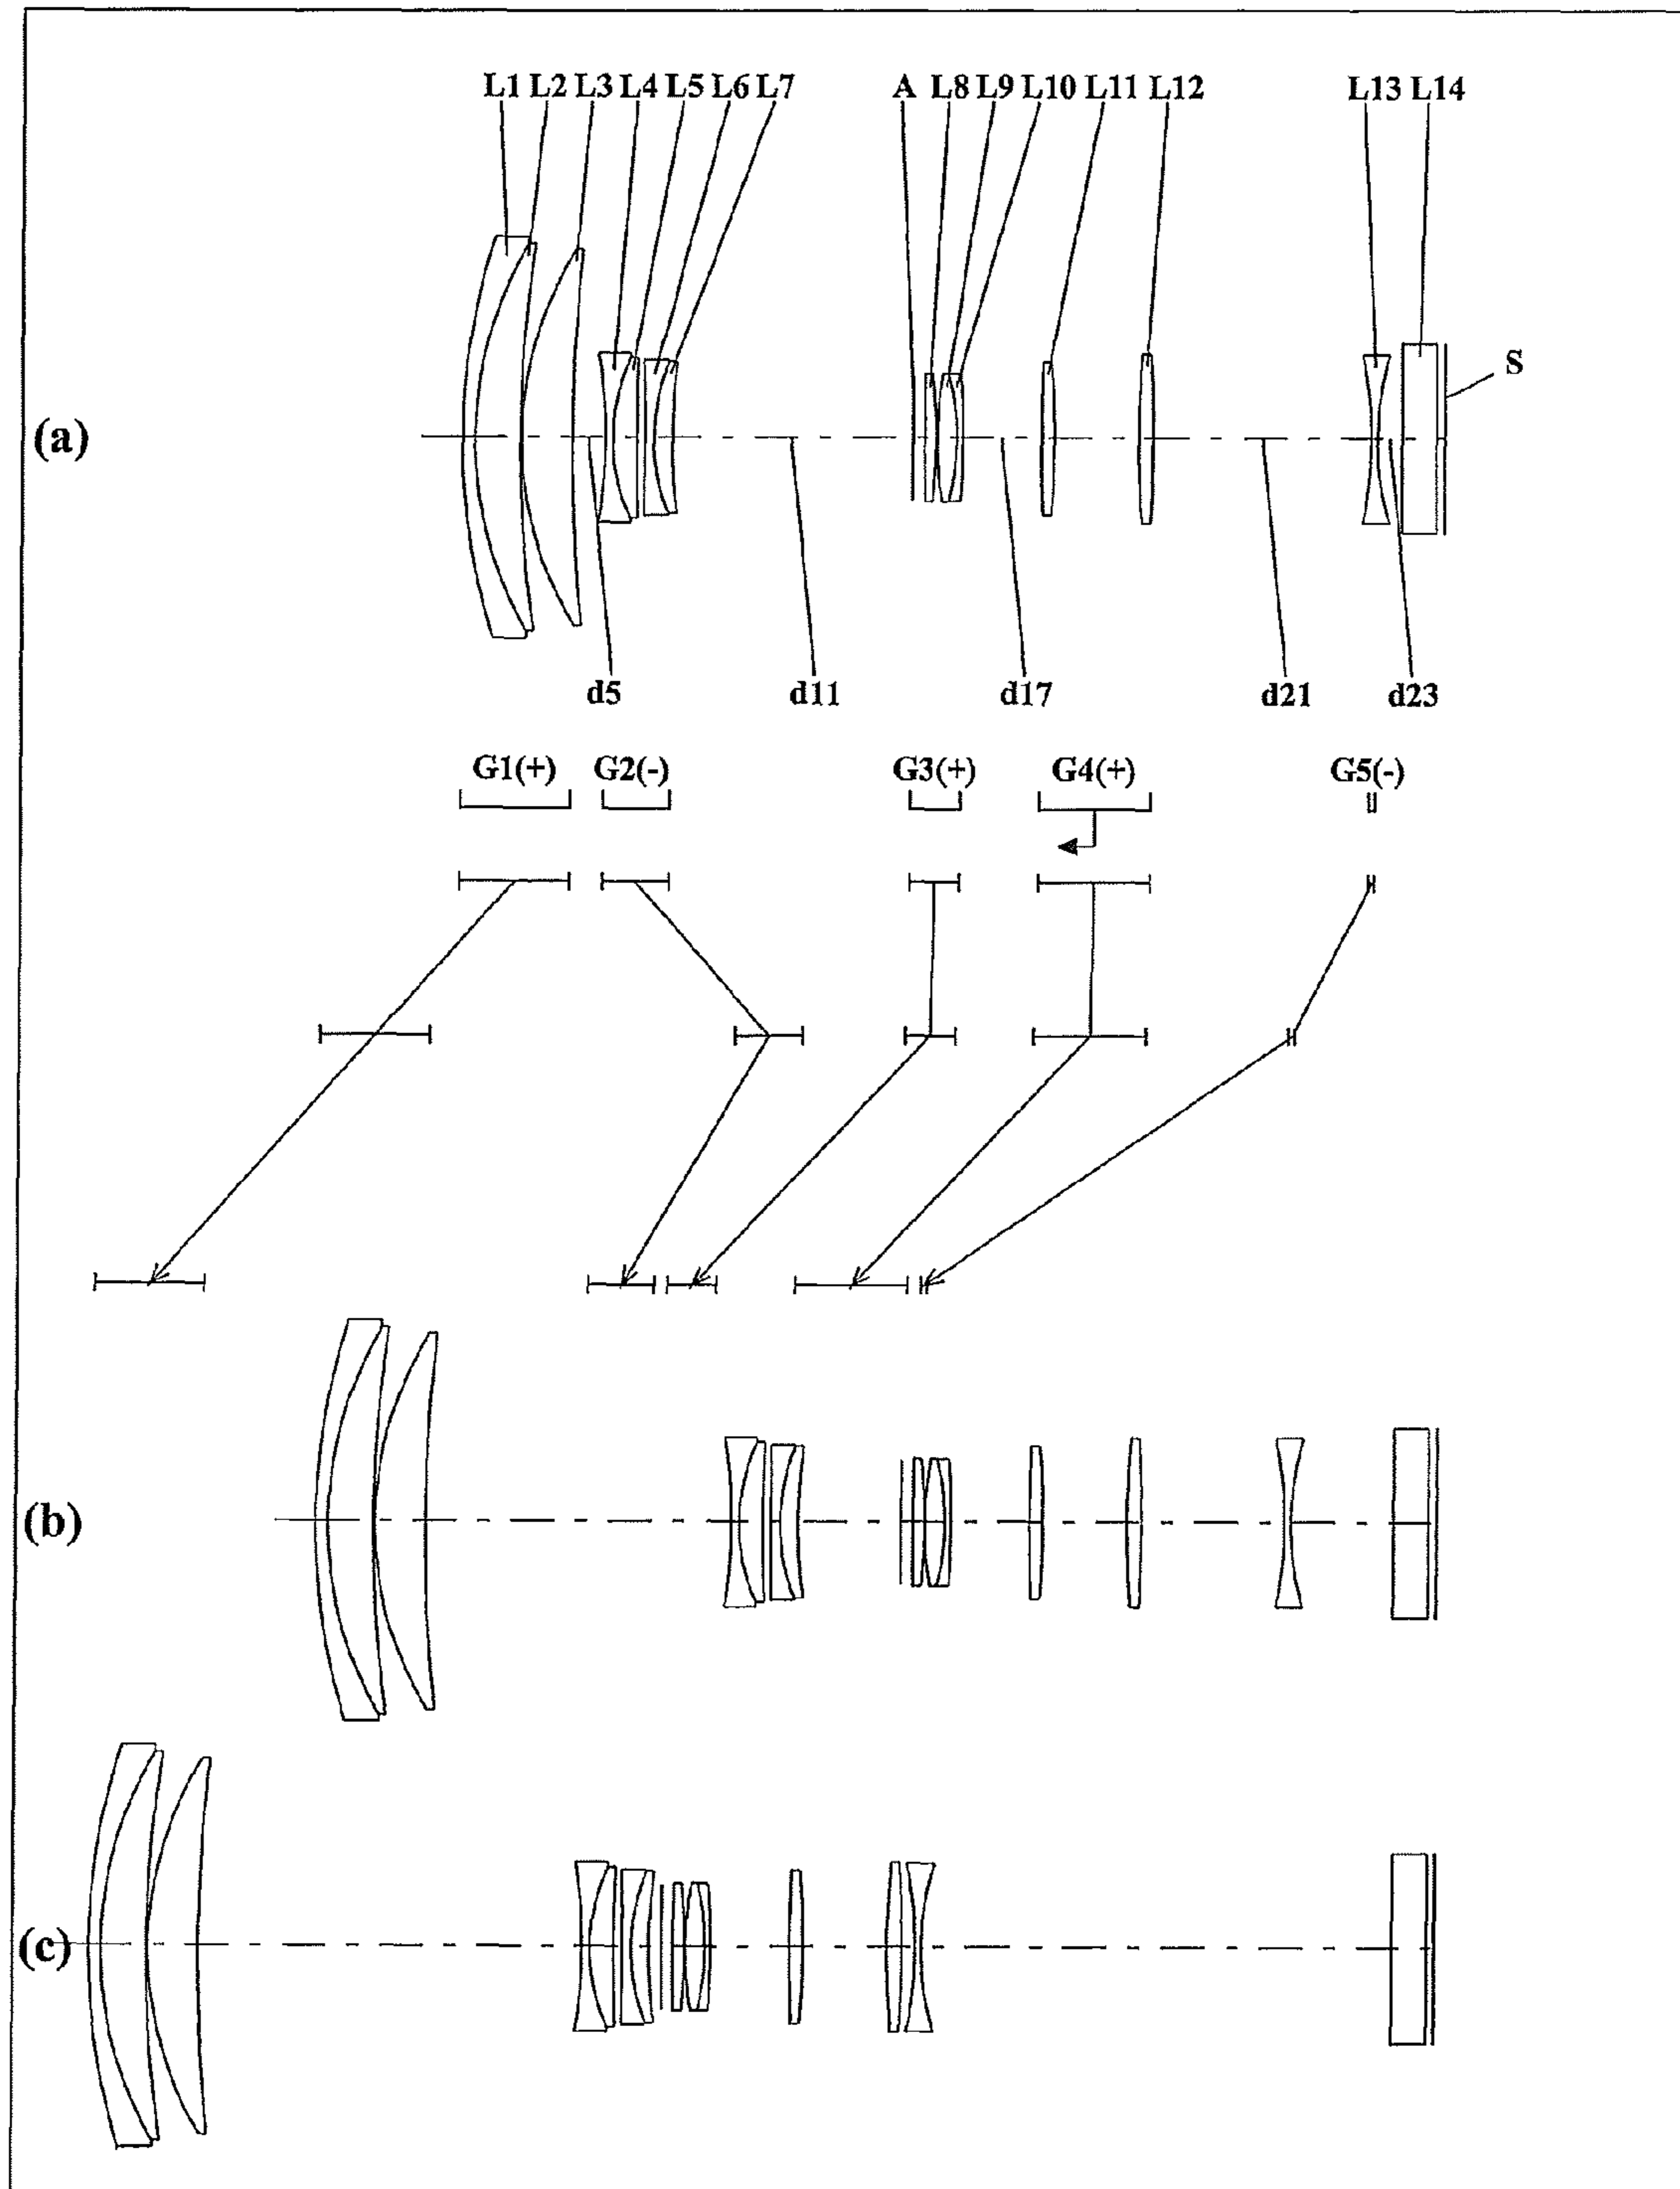 L1 L2 L3 L4 L5 L6 L7 A L8 L9 L10 L11 L12 L13 L14
S
(a)
d5 d11 d17 d21 d23
G1(+) G2(-) G3(+) G4(+) G5(-)
(b)
(c)